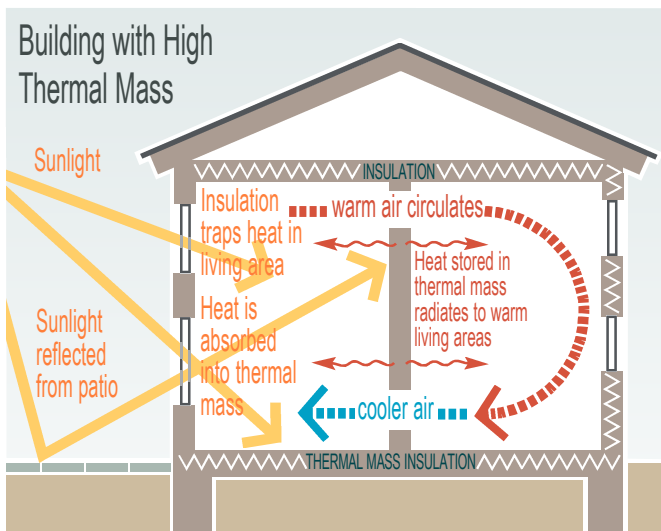 Building with High
Thermal Mass
Sunlight
INSULATION
Insulation
traps heat in
living area
warm air circulates
Heat stored in
thermal mass
radiates to warm
living areas
Heat is
absorbed
into thermal
mass
Sunlight
reflected
from patio
cooler air
THERMAL MASS INSULATION